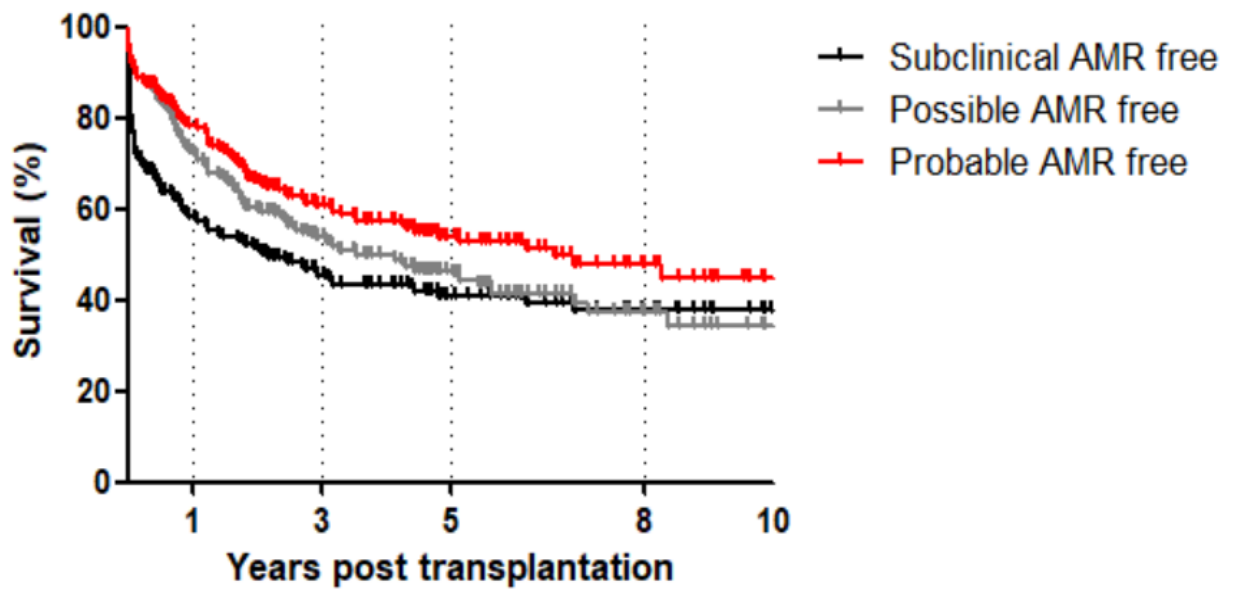 100
80
60
40
20
0
Survival (%)
1 3 5 8 10
Years post transplantation
Subclinical AMR free
Possible AMR free
Probable AMR free